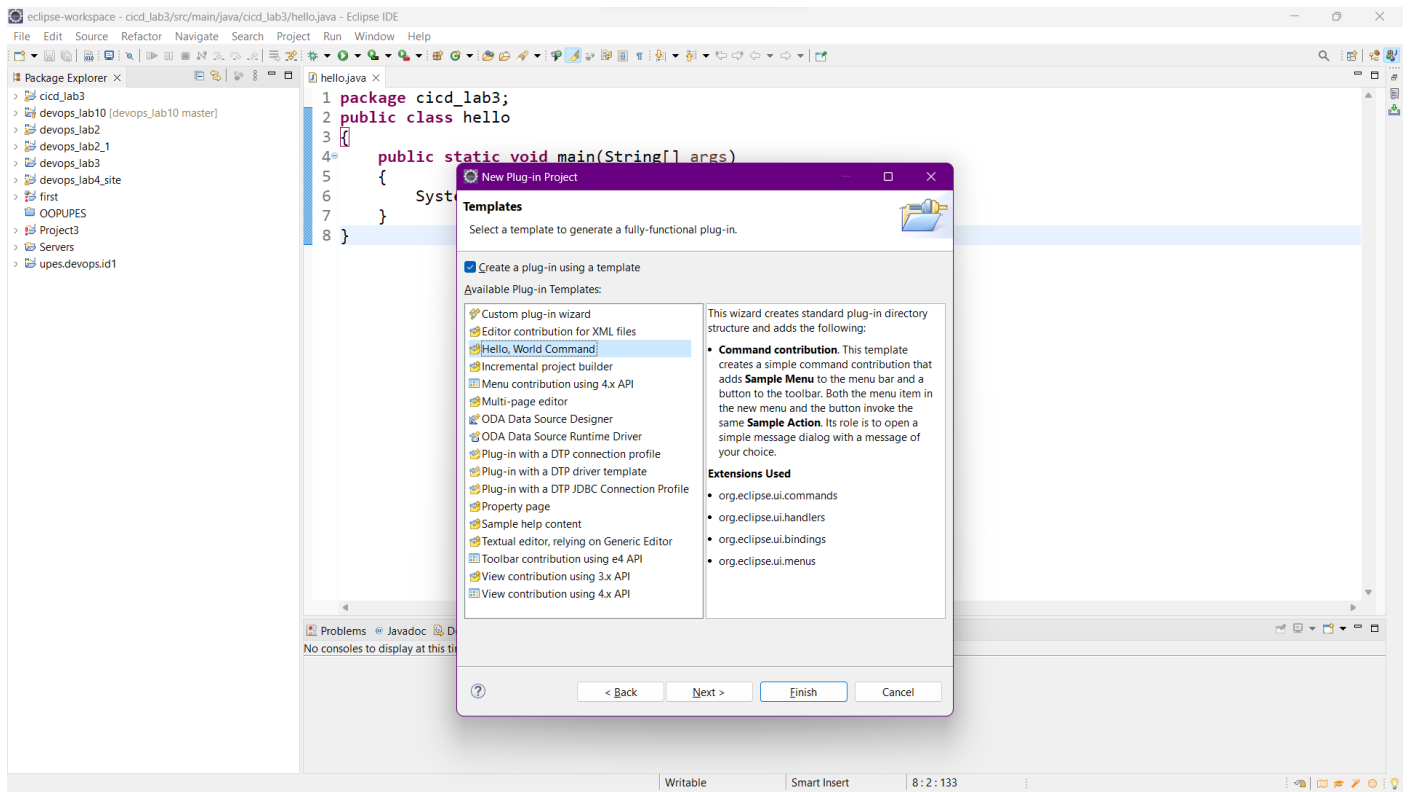 eclipse-workspace - cicd_lab3/src/main/java/cicd_lab3/hello.java - Eclipse IDE
File Edit Source Refactor Navigate Search Project Run Window Help
Package Explorer
cicd_lab3
devops_lab10 [devops_lab10 master]
devops_lab2
devops_lab2_1
devops_lab3
devops_lab4_site
first
OOPUPES
Project3
Servers
upes.devops.id1
hello.java
1 package cicd_lab3;
2 public class hello
3 {
4 public static void main(String[] args)
5 {
6 Syst
7 }
8 }
New Plug-in Project
Templates
Select a template to generate a fully-functional plug-in.
Create a plug-in using a template
Available Plug-in Templates:
Custom plug-in wizard
Editor contribution for XML files
Hello, World Command
Incremental project builder
Menu contribution using 4.x API
Multi-page editor
ODA Data Source Designer
ODA Data Source Runtime Driver
Plug-in with a DTP connection profile
Plug-in with a DTP driver template
Plug-in with a DTP JDBC Connection Profile
Property page
Sample help content
Textual editor, relying on Generic Editor
Toolbar contribution using e4 API
View contribution using 3.x API
View contribution using 4.x API
This wizard creates standard plug-in directory
structure and adds the following:
• Command contribution. This template
creates a simple command contribution that
adds Sample Menu to the menu bar and a
button to the toolbar. Both the menu item in
the new menu and the button invoke the
same Sample Action. Its role is to open a
simple message dialog with a message of
your choice.
Extensions Used
• org.eclipse.ui.commands
• org.eclipse.ui.handlers
• org.eclipse.ui.bindings
• org.eclipse.ui.menus
< Back Next > Finish Cancel
Problems @ Javadoc D
No consoles to display at this ti
Writable Smart Insert 8 : 2 : 133